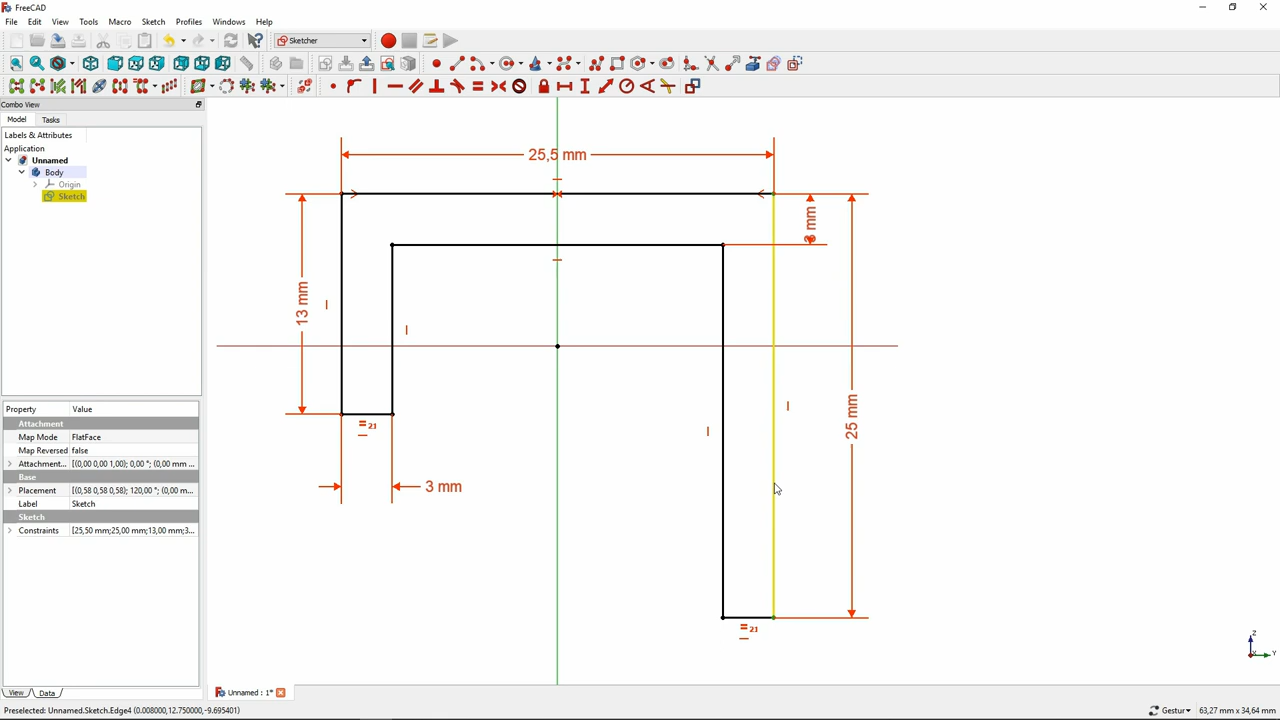 FreeCAD
File Edit View Tools Macro Sketch Profiles Windows Help
Sketcher
Combo View
Model Tasks
Labels & Attributes
Application
Unnamed
Body
Origin
Sketch
25,5 mm
3 mm
13 mm
25 mm
3 mm
= 21
= 21
Property Value
Attachment
Map Mode FlatFace
Map Reversed false
Attachment... [(0,00 0,00 1,00); 0,00 °; (0,00 mm ...
Base
Placement [(0,58 0,58 0,58); 120,00 °; (0,00 m...
Label Sketch
Sketch
Constraints [25,50 mm;25,00 mm;13,00 mm;3...
View Data
Unnamed : 1*
Z
Y
Preselected: Unnamed.Sketch.Edge4 (0.008000,12.750000,-9.695401)
Gestur
63,27 mm x 34,64 mm